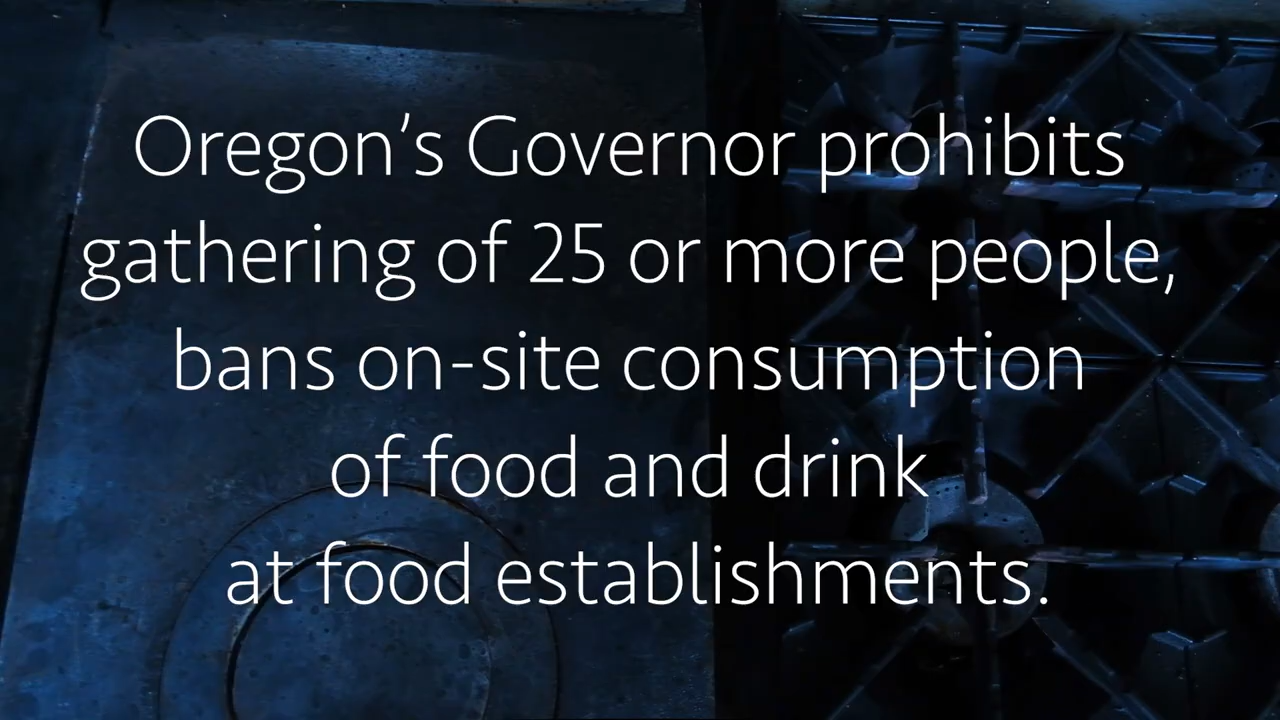 Oregon’s Governor prohibits
gathering of 25 or more people,
bans on-site consumption
of food and drink
at food establishments.